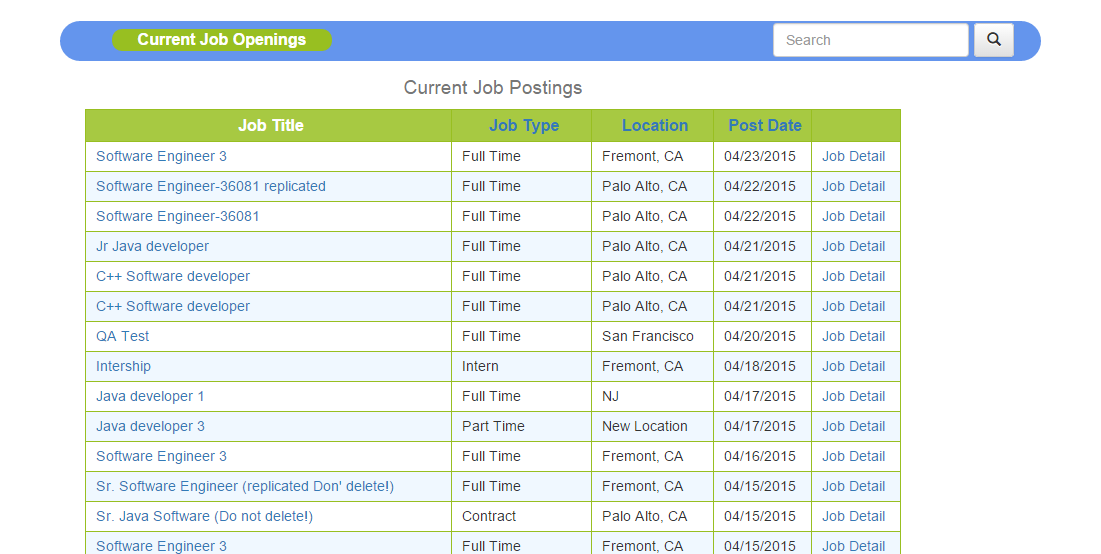 Current Job Openings Search
Current Job Postings
Job Title Job Type Location Post Date
Software Engineer 3 Full Time Fremont, CA 04/23/2015 Job Detail
Software Engineer-36081 replicated Full Time Palo Alto, CA 04/22/2015 Job Detail
Software Engineer-36081 Full Time Palo Alto, CA 04/22/2015 Job Detail
Jr Java developer Full Time Palo Alto, CA 04/21/2015 Job Detail
C++ Software developer Full Time Palo Alto, CA 04/21/2015 Job Detail
C++ Software developer Full Time Palo Alto, CA 04/21/2015 Job Detail
QA Test Full Time San Francisco 04/20/2015 Job Detail
Intership Intern Fremont, CA 04/18/2015 Job Detail
Java developer 1 Full Time NJ 04/17/2015 Job Detail
Java developer 3 Part Time New Location 04/17/2015 Job Detail
Software Engineer 3 Full Time Fremont, CA 04/16/2015 Job Detail
Sr. Software Engineer (replicated Don' delete!) Full Time Fremont, CA 04/15/2015 Job Detail
Sr. Java Software (Do not delete!) Contract Palo Alto, CA 04/15/2015 Job Detail
Software Engineer 3 Full Time Fremont, CA 04/15/2015 Job Detail